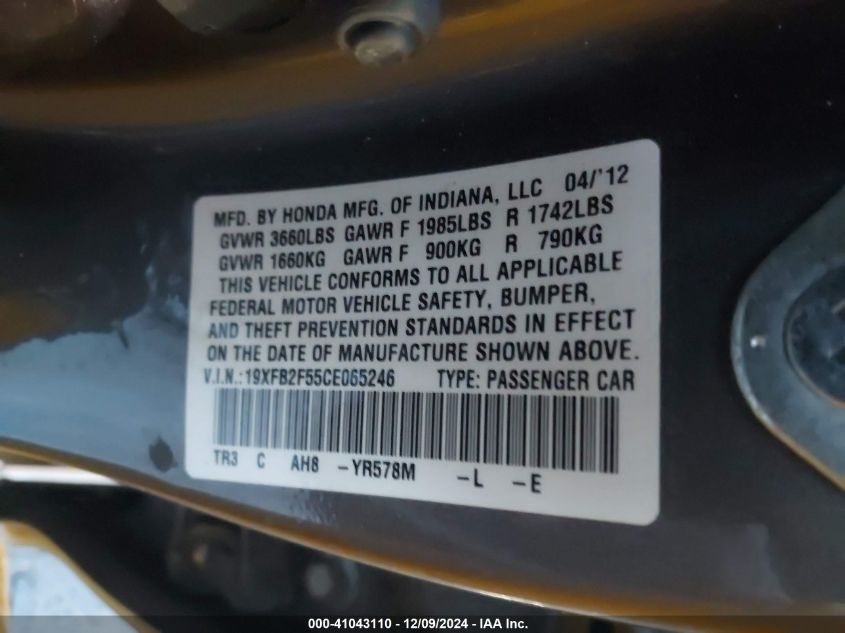 MFD. BY HONDA MFG. OF INDIANA, LLC 04/'12
GVWR 3660LBS GAWR F 1985LBS R 1742LBS
GVWR 1660KG GAWR F 900KG R 790KG
THIS VEHICLE CONFORMS TO ALL APPLICABLE
FEDERAL MOTOR VEHICLE SAFETY, BUMPER,
AND THEFT PREVENTION STANDARDS IN EFFECT
ON THE DATE OF MANUFACTURE SHOWN ABOVE.
V.I.N.:19XFB2F55CE065246 TYPE: PASSENGER CAR
TR3 C AH8 -YR578M -L -E
000-41043110 - 12/09/2024 - IAA Inc.